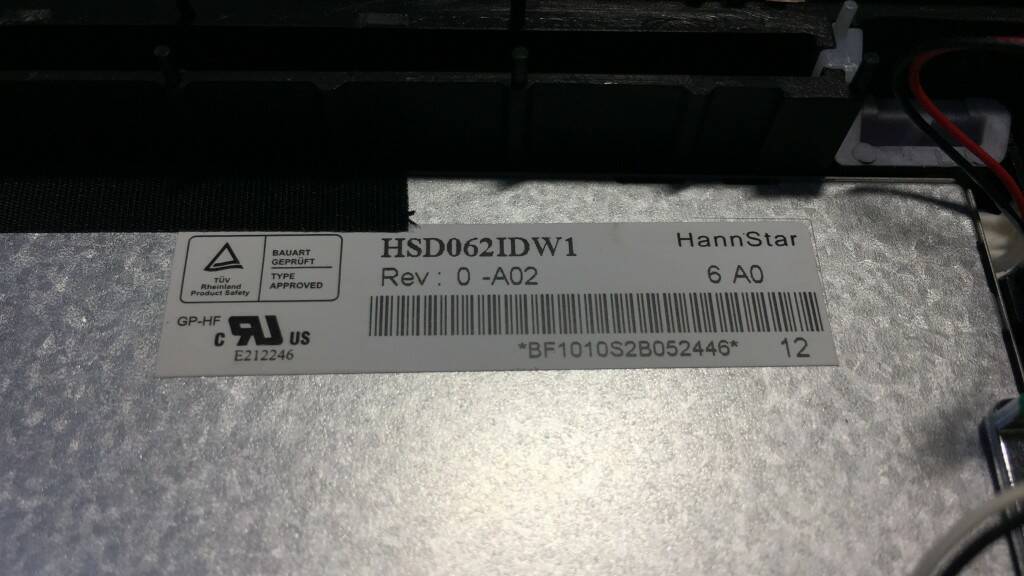 TÜV
Rheinland
Product Safety
BAUART
GEPRÜFT
TYPE
APPROVED
HSD062IDW1
HannStar
Rev : 0 -A02
6 A0
GP-HF
C RU US
E212246
*BF1010S2B052446*
12